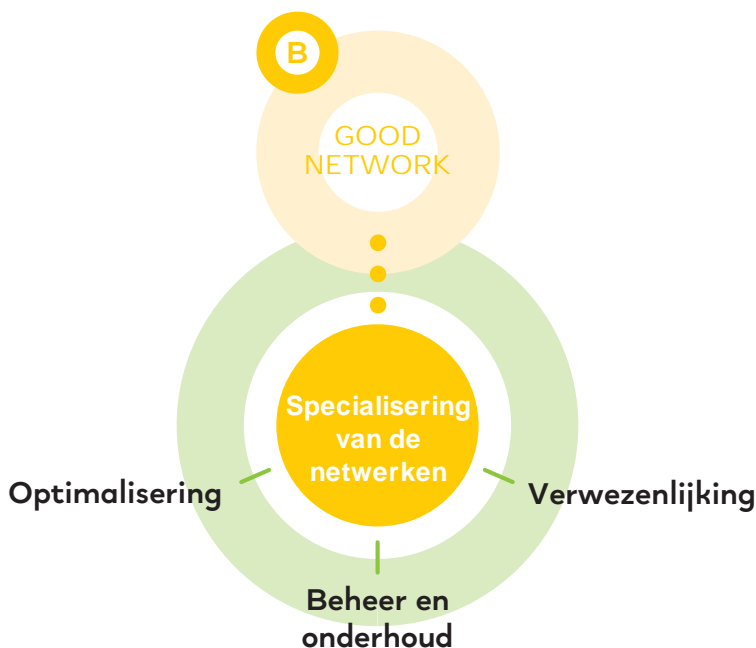 B
GOOD
NETWORK
Specialisering
van de
netwerken
Optimalisering
Verwezenlijking
Beheer en
onderhoud